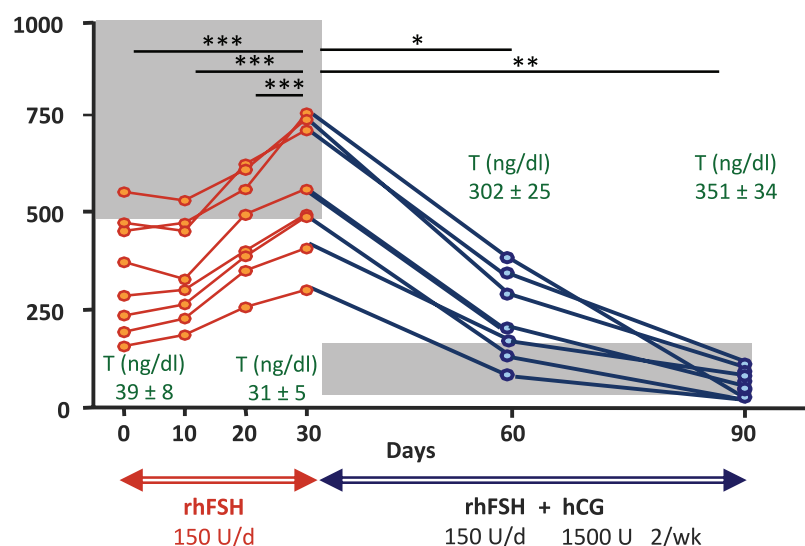 1000
***
*
***
**
***
750
T (ng/dl)
302 ± 25
T (ng/dl)
351 ± 34
500
250
T (ng/dl)
39 ± 8
T (ng/dl)
31 ± 5
0
0 10 20 30 60 90
Days
rhFSH
150 U/d
rhFSH + hCG
150 U/d 1500 U 2/wk